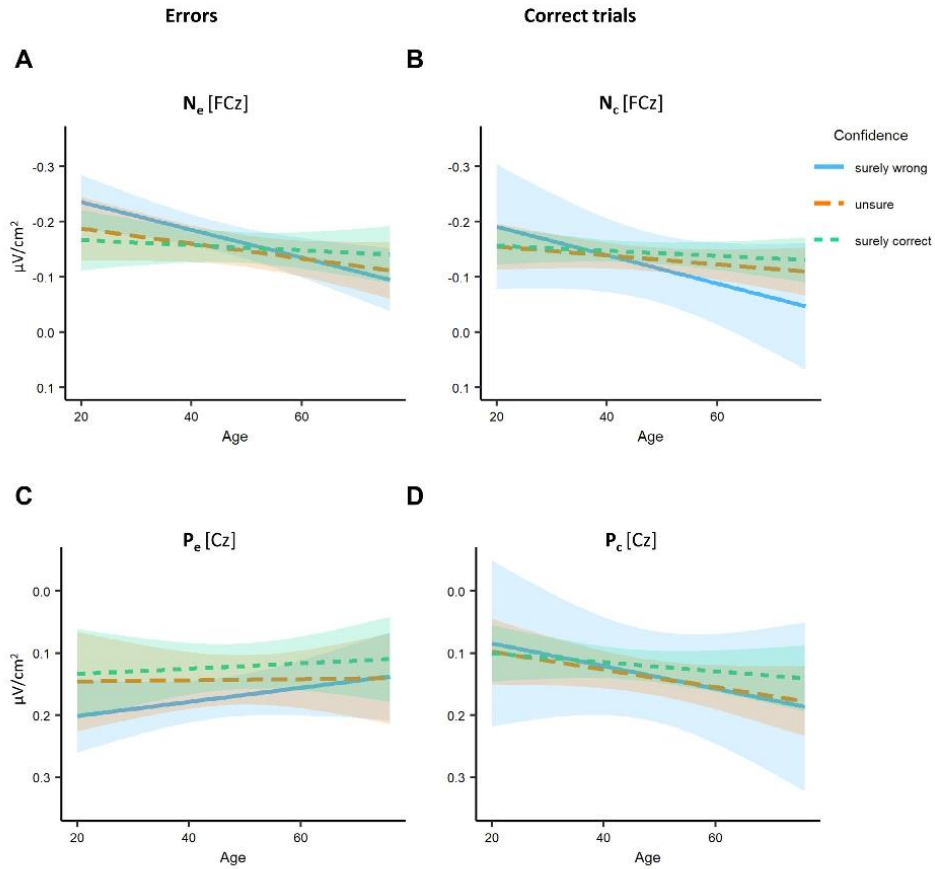 Errors
Correct trials
A
B
Nₑ [FCz]
N꜀ [FCz]
Confidence
surely wrong
unsure
surely correct
µV/cm²
-0.3
-0.2
-0.1
0.0
0.1
20
40
60
Age
-0.3
-0.2
-0.1
0.0
0.1
20
40
60
Age
C
D
Pₑ [Cz]
P꜀ [Cz]
µV/cm²
0.0
0.1
0.2
0.3
20
40
60
Age
0.0
0.1
0.2
0.3
20
40
60
Age